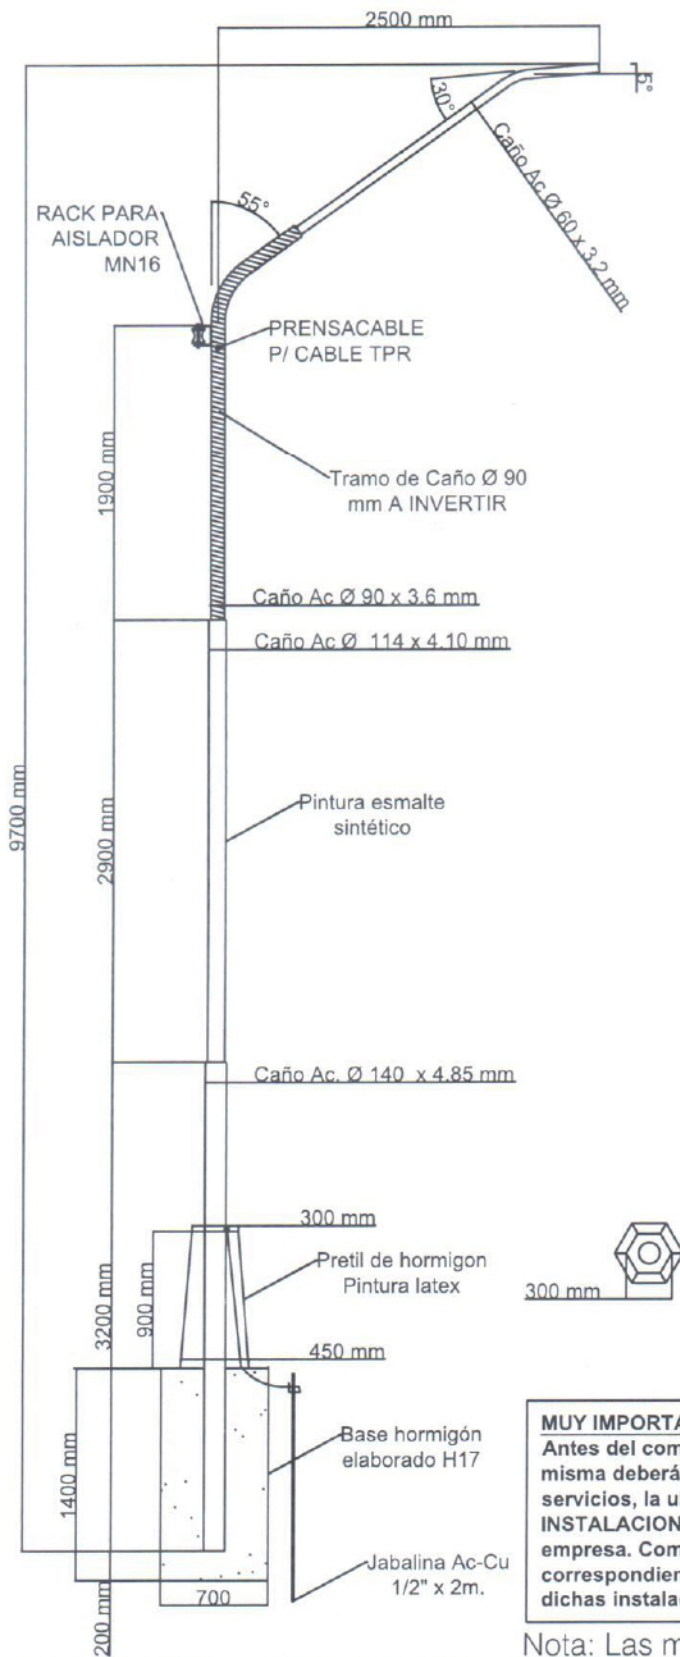 2500 mm
5°
30°
Caño Ac Ø 60 x 3.2 mm
55°
RACK PARA
AISLADOR
MN16
PRENSACABLE
P/ CABLE TPR
1900 mm
Tramo de Caño Ø 90
mm A INVERTIR
Caño Ac Ø 90 x 3.6 mm
Caño Ac Ø 114 x 4.10 mm
9700 mm
2900 mm
Pintura esmalte
sintético
Caño Ac. Ø 140 x 4.85 mm
300 mm
3200 mm
900 mm
Pretil de hormigon
Pintura latex
300 mm
450 mm
1400 mm
Base hormigón
elaborado H17
Jabalina Ac-Cu
1/2" x 2m.
700
200 mm
MUY IMPORTA
Antes del com
misma deberá
servicios, la u
INSTALACION
empresa. Com
correspondien
dichas instala
Nota: Las m